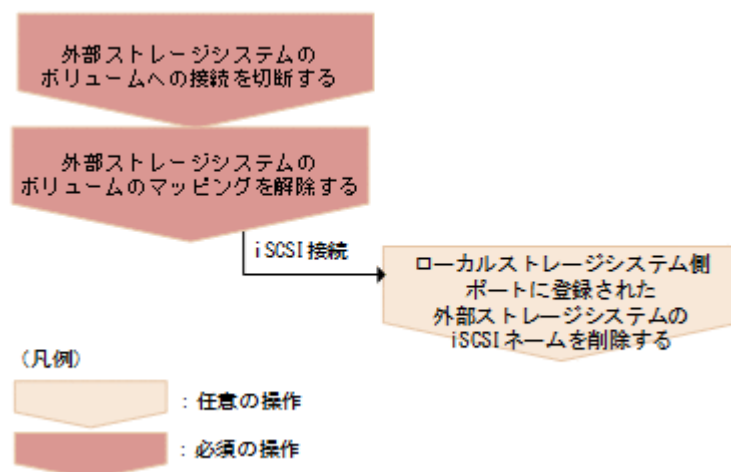 外部ストレージシステムの
ボリュームへの接続を切断する
外部ストレージシステムの
ボリュームのマッピングを解除する
iSCSI接続
ローカルストレージシステム側
ポートに登録された
外部ストレージシステムの
iSCSIネームを削除する
(凡例)
：任意の操作
：必須の操作